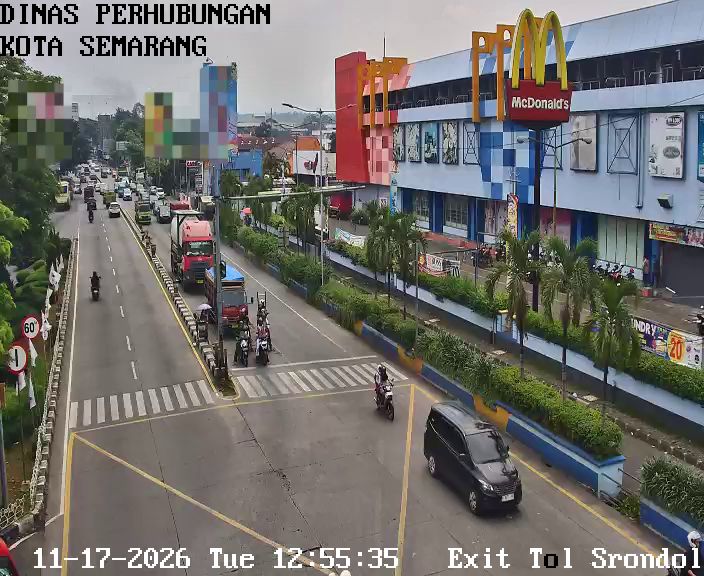 DINAS PERHUBUNGAN
KOTA SEMARANG
McDonald's
60
20
11-17-2026 Tue 12:55:35 Exit Tol Srondol